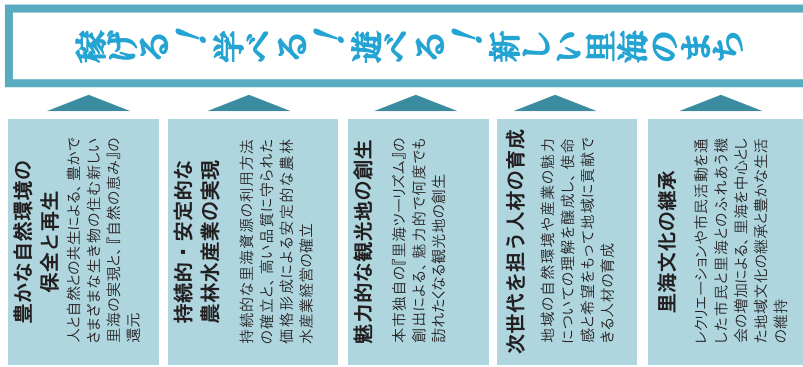 稼げる！学べる！遊べる！新しい里海のまち
豊かな自然環境の
保全と再生
人と自然との共生による、豊かで
さまざまな生き物の住む新しい
里海の実現と、『自然の恵み』の
還元
持続的・安定的な
農林水産業の実現
持続的な里海資源の利用方法
の確立と、高い品質に守られた
価格形成による安定的な農林
水産業経営の確立
魅力的な観光地の創生
本市独自の『里海ツーリズム』の
創出による、魅力的で何度でも
訪れたくなる観光地の創生
次世代を担う人材の育成
地域の自然環境や産業の魅力
についての理解を醸成し、使命
感と希望をもって地域に貢献で
きる人材の育成
里海文化の継承
レクリエーションや市民活動を通
した市民と里海とのふれあう機
会の増加による、里海を中心とし
た地域文化の継承と豊かな生活
の維持